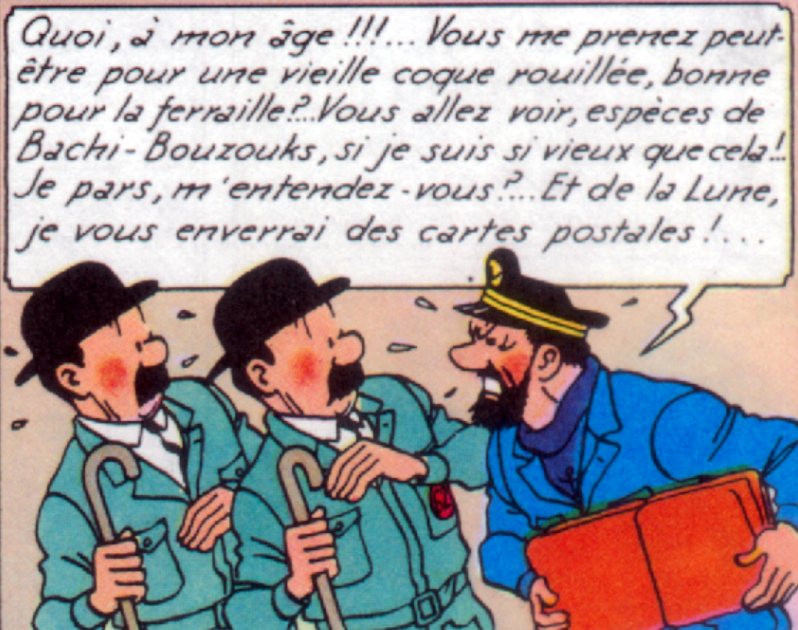 Quoi, à mon âge !!!... Vous me prenez peut-
être pour une vieille coque rouillée, bonne
pour la ferraille?...Vous allez voir, espèces de
Bachi-Bouzouks, si je suis si vieux que cela!!..
Je pars, m'entendez-vous?... Et de la Lune,
je vous enverrai des cartes postales !...